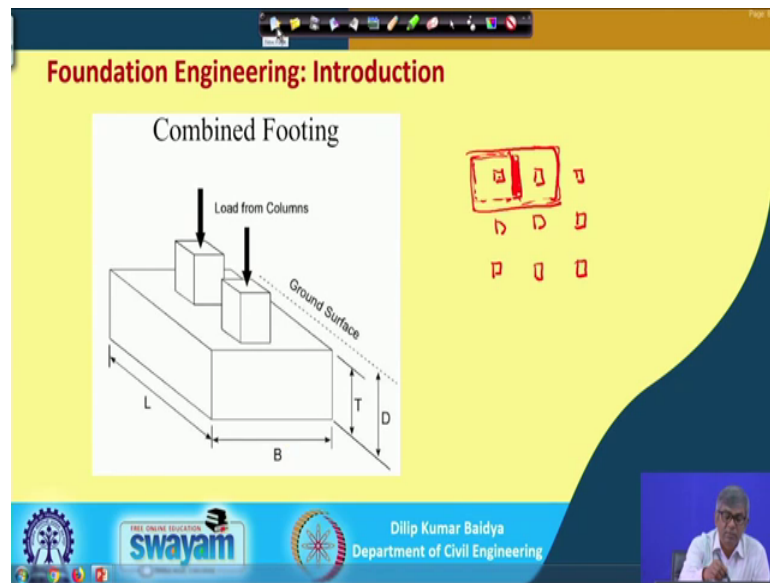 Foundation Engineering: Introduction
Combined Footing
Load from Columns
Ground Surface
L
B
T
D
FREE ONLINE EDUCATION
swayam
Dilip Kumar Baidya
Department of Civil Engineering